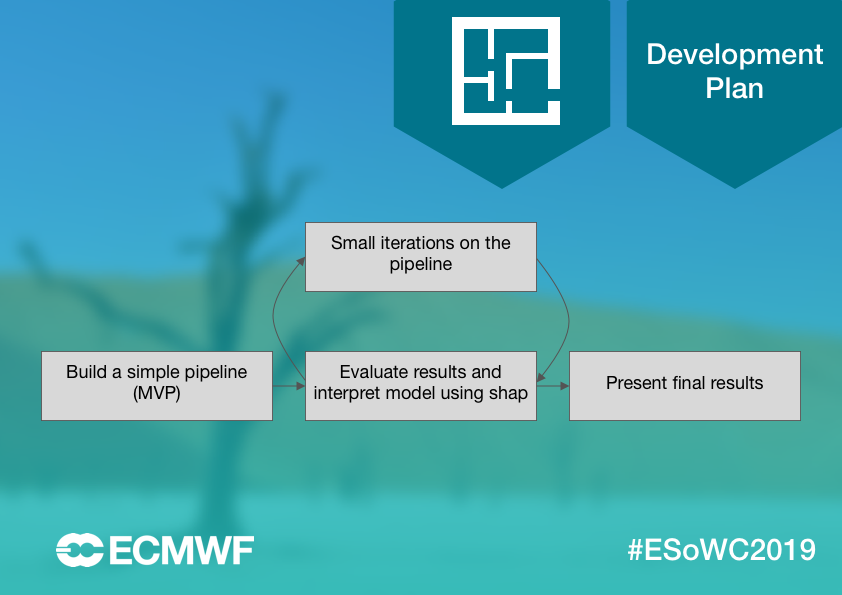 Development
Plan
Small iterations on the
pipeline
Build a simple pipeline
(MVP)
Evaluate results and
interpret model using shap
Present final results
ECMWF
#ESoWC2019